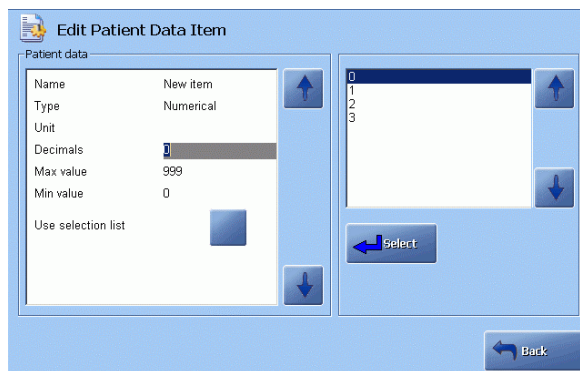 Edit Patient Data Item
Patient data
Name New item
Type Numerical
Unit
Decimals 0
Max value 999
Min value 0
Use selection list
0
1
2
3
Select
Back